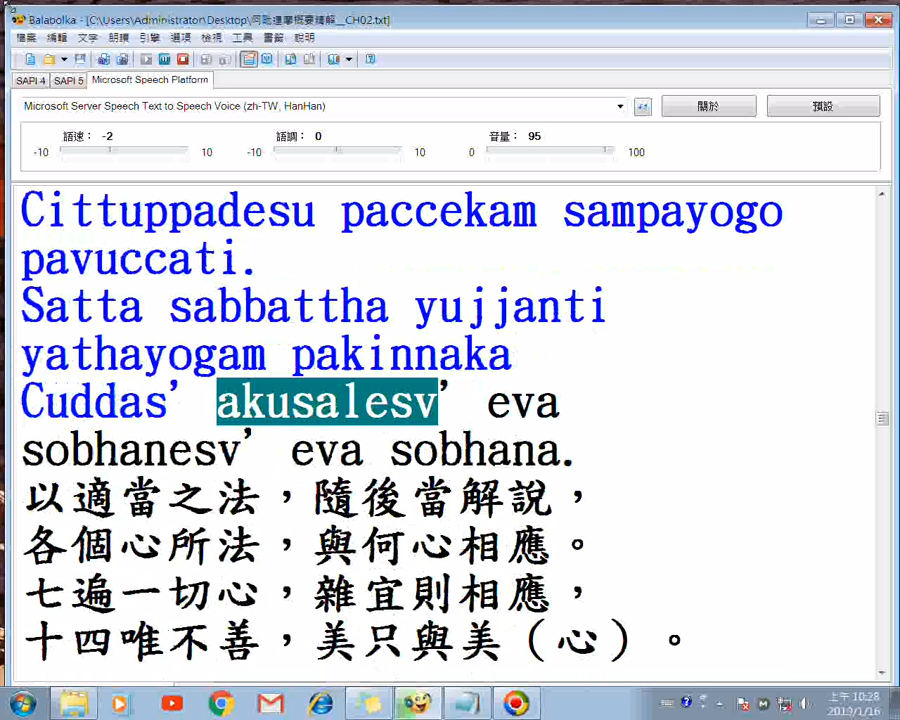 Balabolka - [C:\Users\Administrator\Desktop\阿毗達摩概要精解__CH02.txt]
檔案 編輯 文字 朗讀 引擎 選項 檢視 工具 書籤 說明
SAPI 4 SAPI 5 Microsoft Speech Platform
Microsoft Server Speech Text to Speech Voice (zh-TW, HanHan) 關於 預設
語速： -2 語調： 0 音量： 95
-10 10 -10 10 0 100
Cittuppadesu paccekam sampayogo
pavuccati.
Satta sabbattha yujjanti
yathayogam pakinnaka
Cuddas’ akusalesv’ eva
sobhanesv’ eva sobhana.
以適當之法，隨後當解說，
各個心所法，與何心相應。
七遍一切心，雜宜則相應，
十四唯不善，美只與美（心）。
上午 10:28
2019/1/16